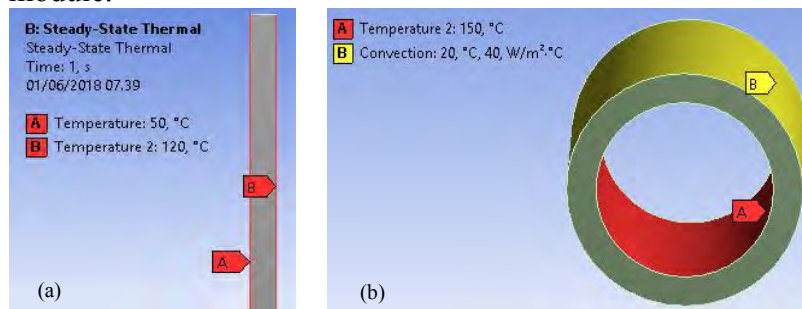 module.
B: Steady-State Thermal
Steady-State Thermal
Time: 1, s
01/06/2018 07.39
A Temperature: 50, °C
B Temperature 2: 120, °C
B
A
(a)
A Temperature 2: 150, °C
B Convection: 20, °C, 40, W/m²·°C
B
A
(b)